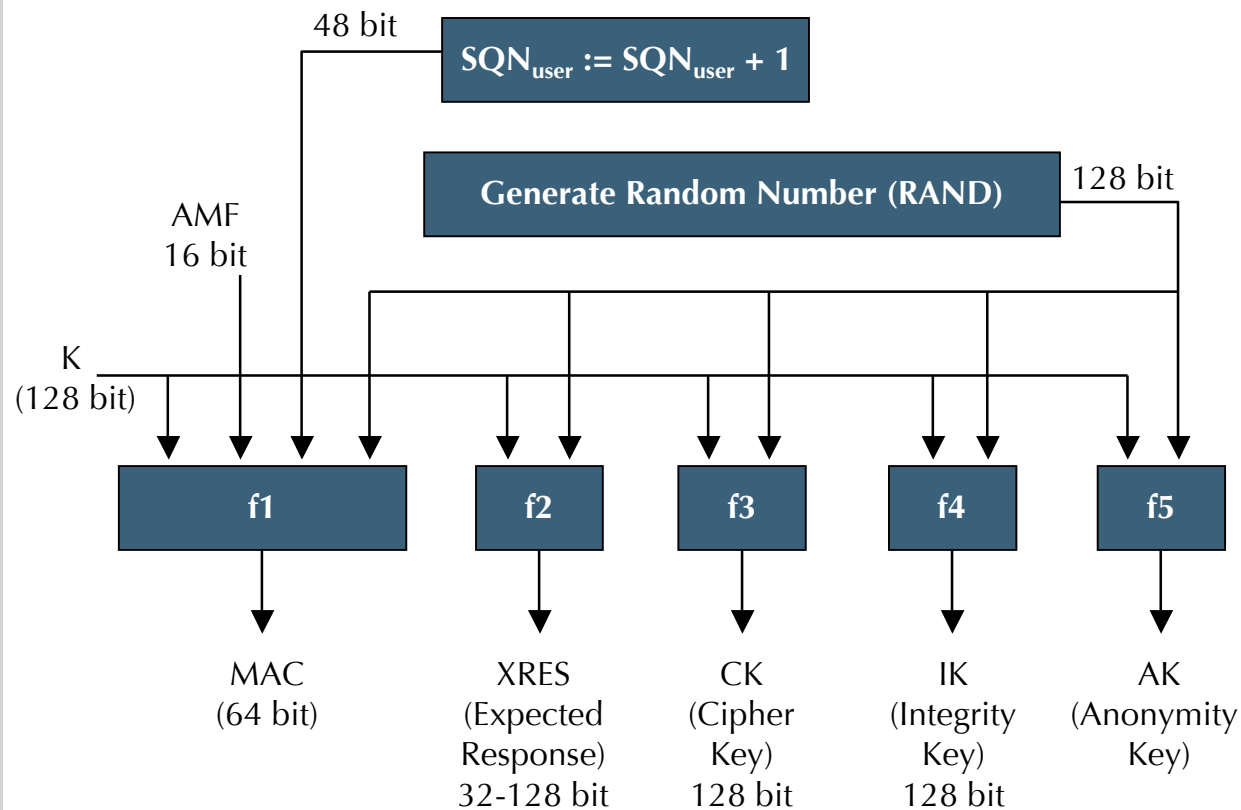 48 bit
SQNuser := SQNuser + 1
Generate Random Number (RAND)
128 bit
AMF
16 bit
K
(128 bit)
f1
f2
f3
f4
f5
MAC
(64 bit)
XRES
(Expected
Response)
32-128 bit
CK
(Cipher
Key)
128 bit
IK
(Integrity
Key)
128 bit
AK
(Anonymity
Key)